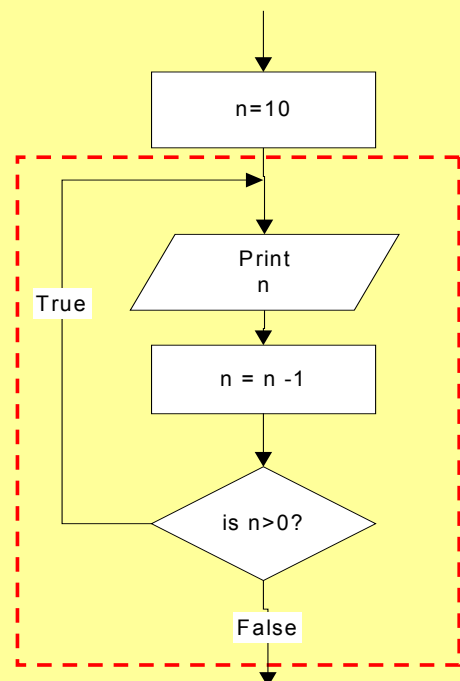 n=10
Print
n
True
n = n -1
is n>0?
False